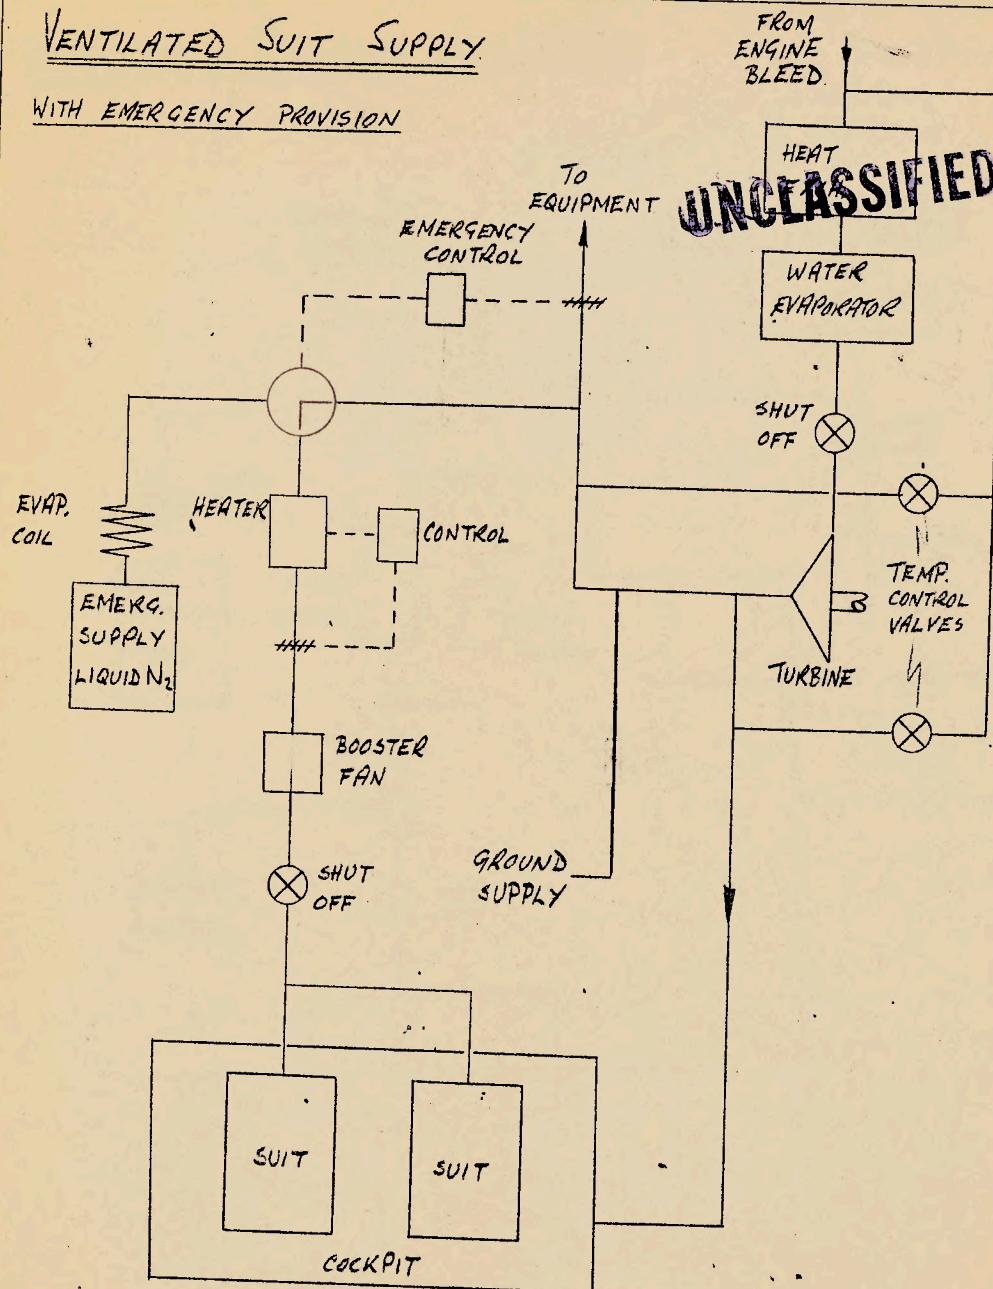 VENTILATED SUIT SUPPLY
WITH EMERGENCY PROVISION
FROM
ENGINE
BLEED.
HEAT
UNCLASSIFIED
TO
EQUIPMENT
EMERGENCY
CONTROL
WATER
EVAPORATOR
SHUT
OFF
EVAP.
COIL
HEATER
CONTROL
TEMP.
CONTROL
VALVES
EMERG.
SUPPLY
LIQUID N2
TURBINE
BOOSTER
FAN
GROUND
SUPPLY
SHUT
OFF
SUIT
SUIT
COCKPIT